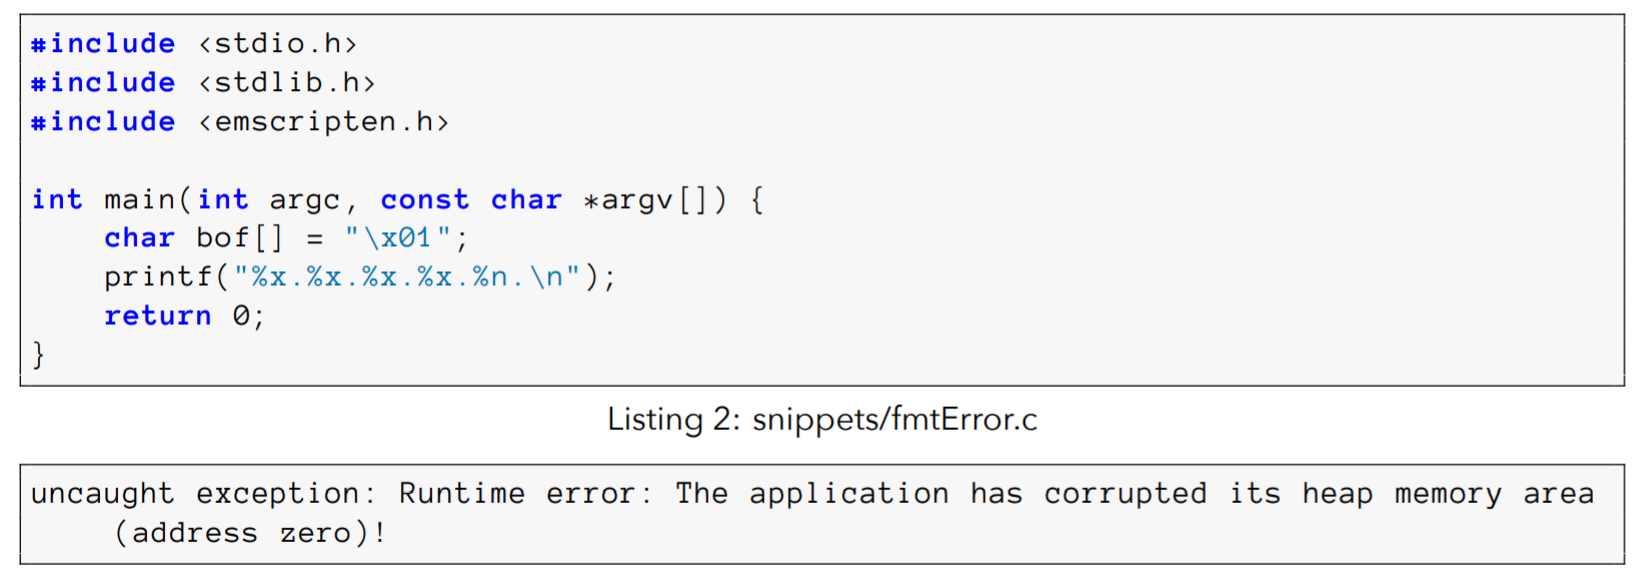 #include <stdio.h>
#include <stdlib.h>
#include <emscripten.h>

int main(int argc, const char *argv[]) {
    char bof[] = "\x01";
    printf("%x.%x.%x.%x.%n.\n");
    return 0;
}
Listing 2: snippets/fmtError.c
uncaught exception: Runtime error: The application has corrupted its heap memory area
    (address zero)!